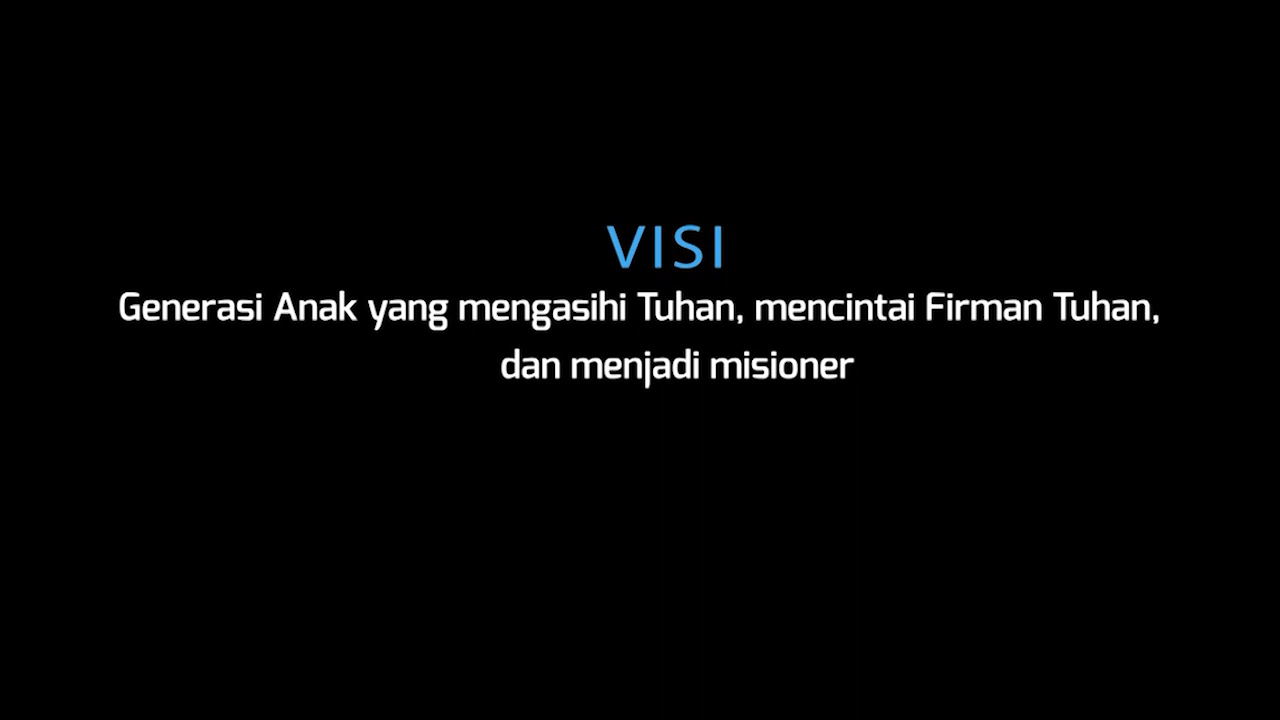 VISI
Generasi Anak yang mengasihi Tuhan, mencintai Firman Tuhan,
dan menjadi misioner